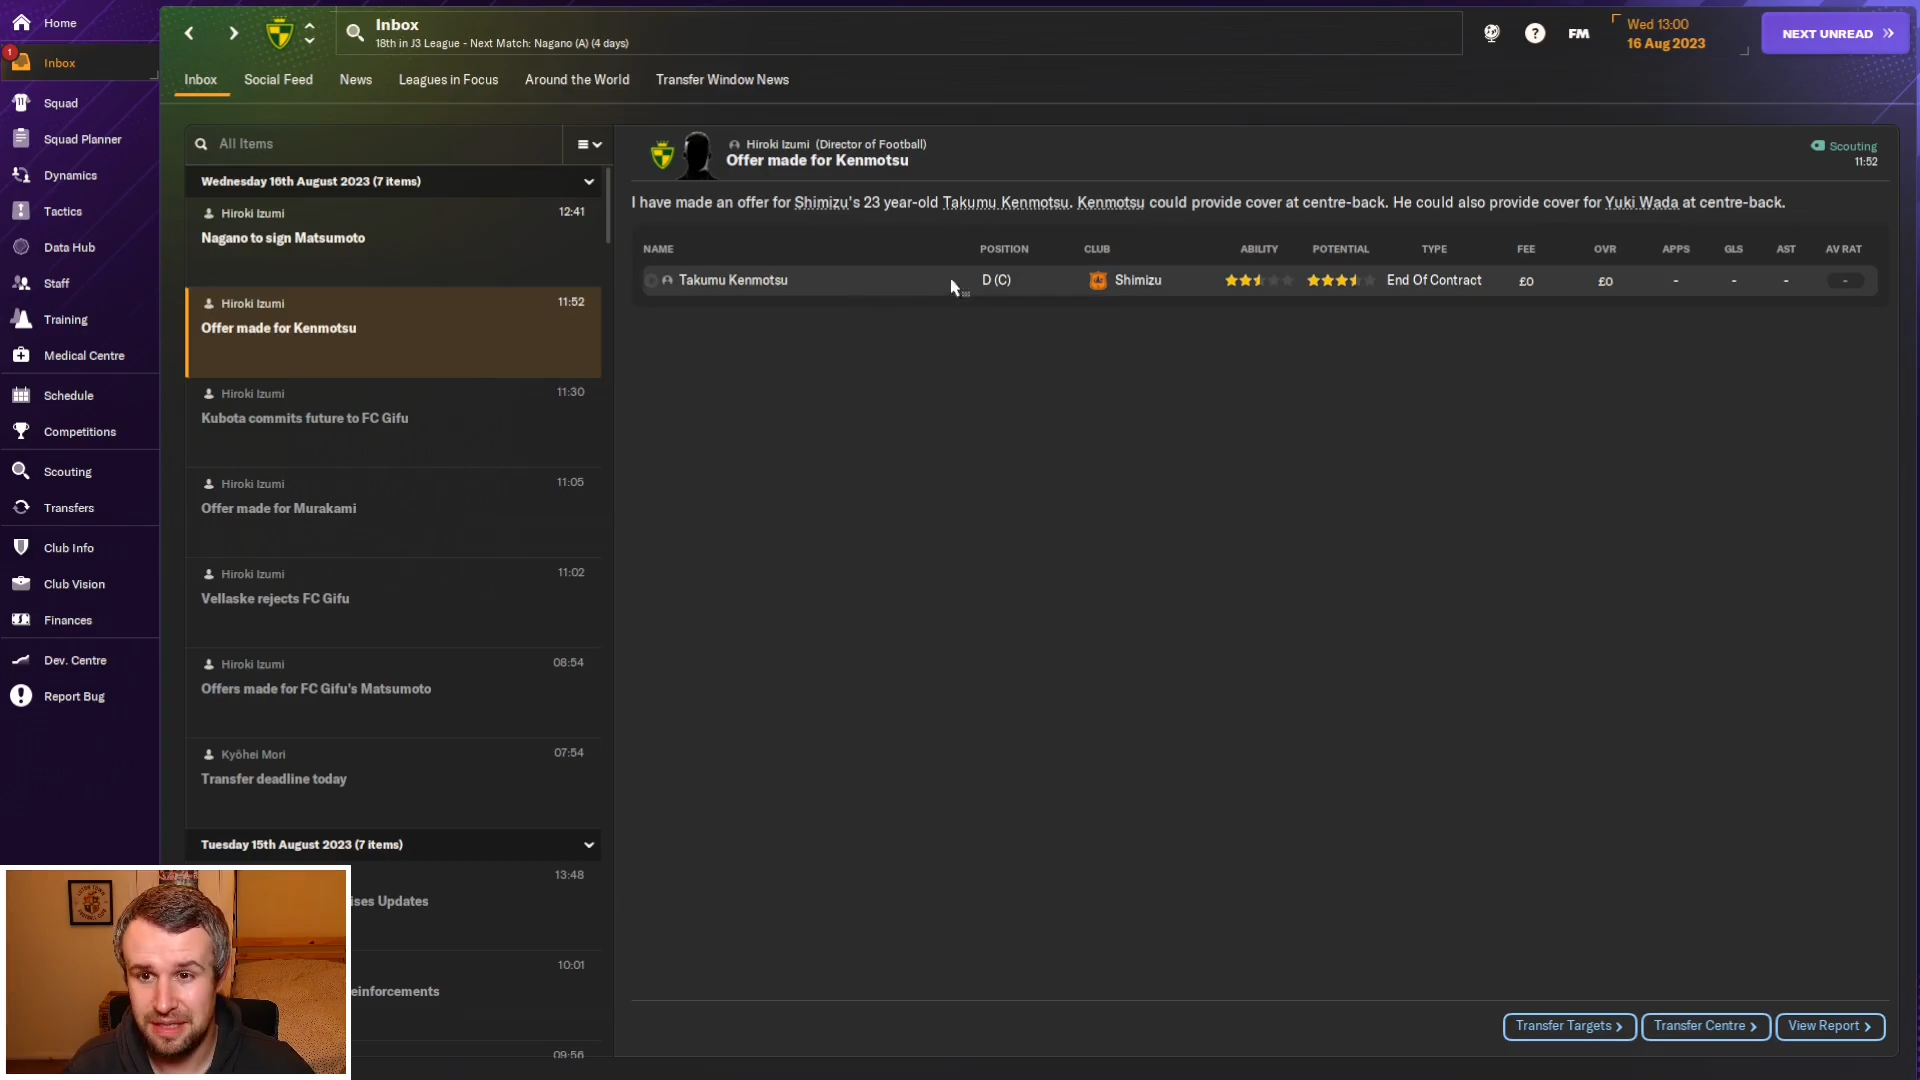 Home
1
Inbox
Squad
Squad Planner
Dynamics
Tactics
Data Hub
Staff
Training
Medical Centre
Schedule
Competitions
Scouting
Transfers
Club Info
Club Vision
Finances
Dev. Centre
Report Bug
Inbox
18th in J3 League - Next Match: Nagano (A) (4 days)
?
FM
Wed 13:00
16 Aug 2023
NEXT UNREAD
Inbox Social Feed News Leagues in Focus Around the World Transfer Window News
All Items
Wednesday 16th August 2023 (7 items)
Hiroki Izumi 12:41
Nagano to sign Matsumoto
Hiroki Izumi 11:52
Offer made for Kenmotsu
Hiroki Izumi 11:30
Kubota commits future to FC Gifu
Hiroki Izumi 11:05
Offer made for Murakami
Hiroki Izumi 11:02
Vellaske rejects FC Gifu
Hiroki Izumi 08:54
Offers made for FC Gifu's Matsumoto
Kyōhei Mori 07:54
Transfer deadline today
Tuesday 15th August 2023 (7 items)
13:48
ises Updates
10:01
einforcements
09:56
Hiroki Izumi (Director of Football)
Offer made for Kenmotsu
Scouting
11:52
I have made an offer for Shimizu's 23 year-old Takumu Kenmotsu. Kenmotsu could provide cover at centre-back. He could also provide cover for Yuki Wada at centre-back.
NAME POSITION CLUB ABILITY POTENTIAL TYPE FEE OVR APPS GLS AST AV RAT
Takumu Kenmotsu D (C) Shimizu End Of Contract £0 £0 - - - -
Transfer Targets Transfer Centre View Report
LUTON TOWN